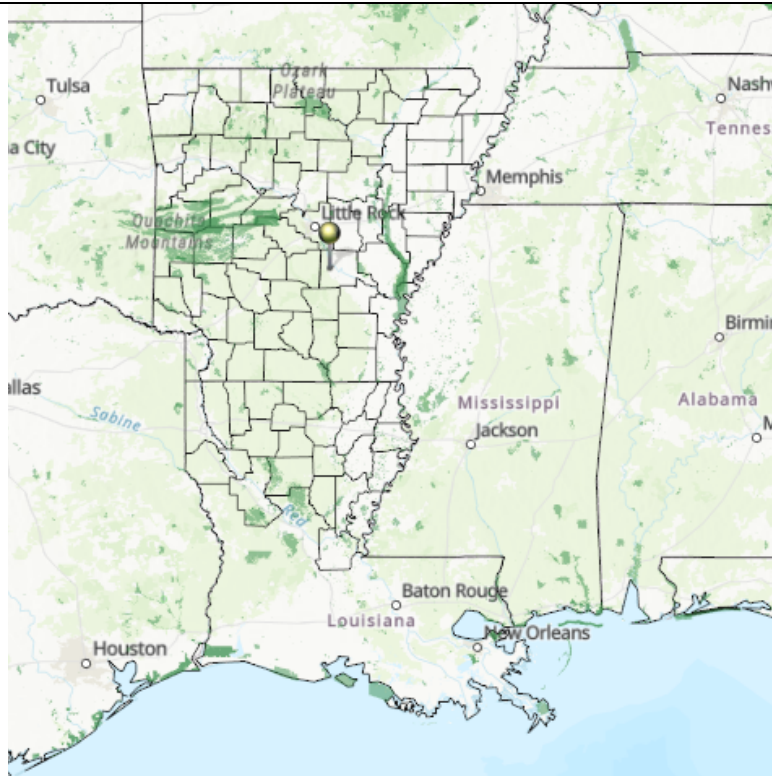 Ozark
Plateau
Tulsa
Nashv
Tennes
a City
Memphis
Little Rock
Ouachita
Mountains
Birmin
allas
Sabine
Mississippi
Alabama
Jackson
M
Red
Baton Rouge
Louisiana
New Orleans
Houston